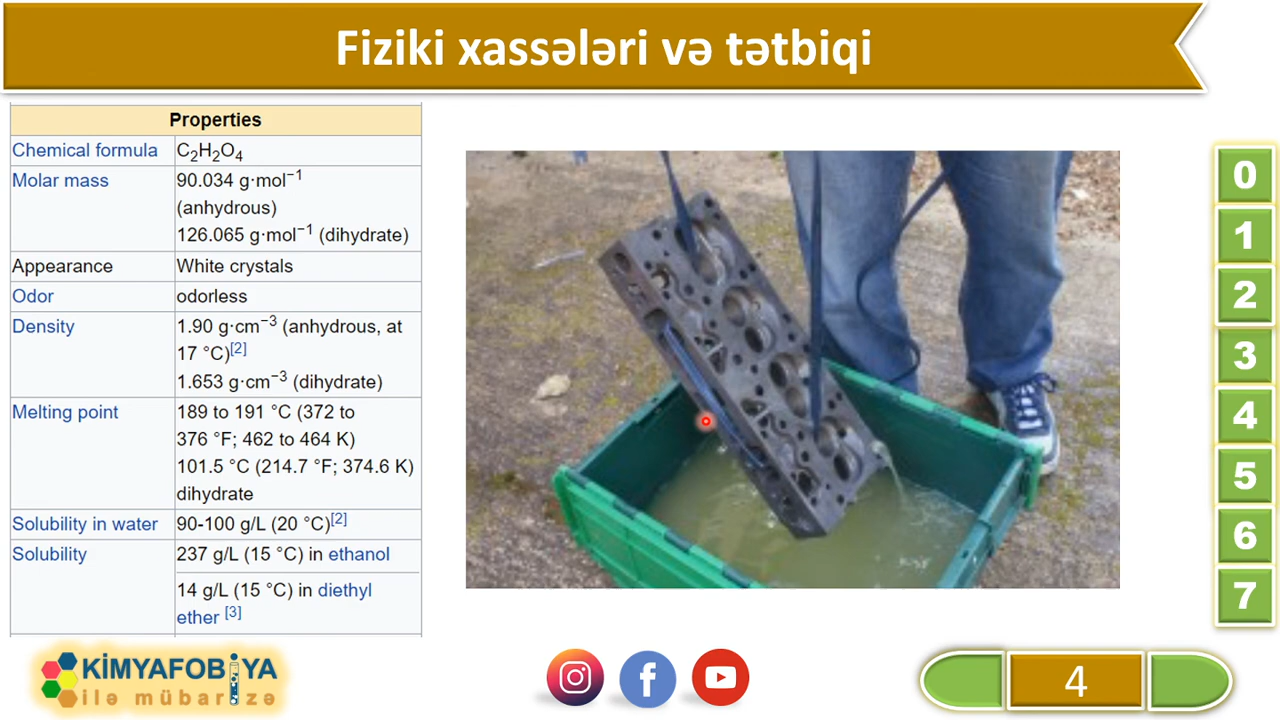 Fiziki xassələri və tətbiqi
Properties
Chemical formula C₂H₂O₄
Molar mass 90.034 g·mol⁻¹
(anhydrous)
126.065 g·mol⁻¹ (dihydrate)
Appearance White crystals
Odor odorless
Density 1.90 g·cm⁻³ (anhydrous, at
17 °C)[2]
1.653 g·cm⁻³ (dihydrate)
Melting point 189 to 191 °C (372 to
376 °F; 462 to 464 K)
101.5 °C (214.7 °F; 374.6 K)
dihydrate
Solubility in water 90-100 g/L (20 °C)[2]
Solubility 237 g/L (15 °C) in ethanol
14 g/L (15 °C) in diethyl
ether [3]
0
1
2
3
4
5
6
7
KİMYAFOBİYA
ilə mübarizə
4